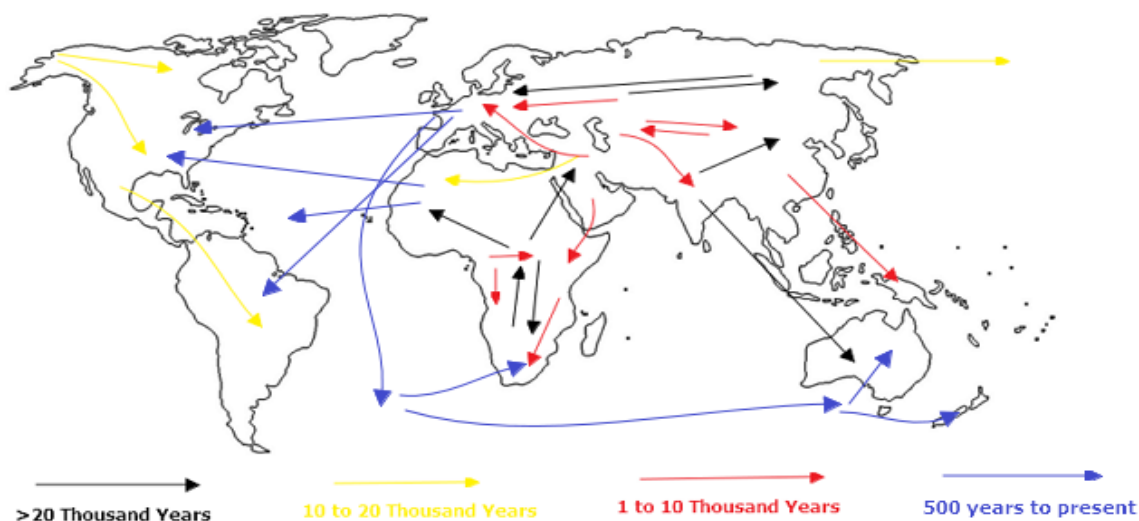 >20 Thousand Years
10 to 20 Thousand Years
1 to 10 Thousand Years
500 years to present